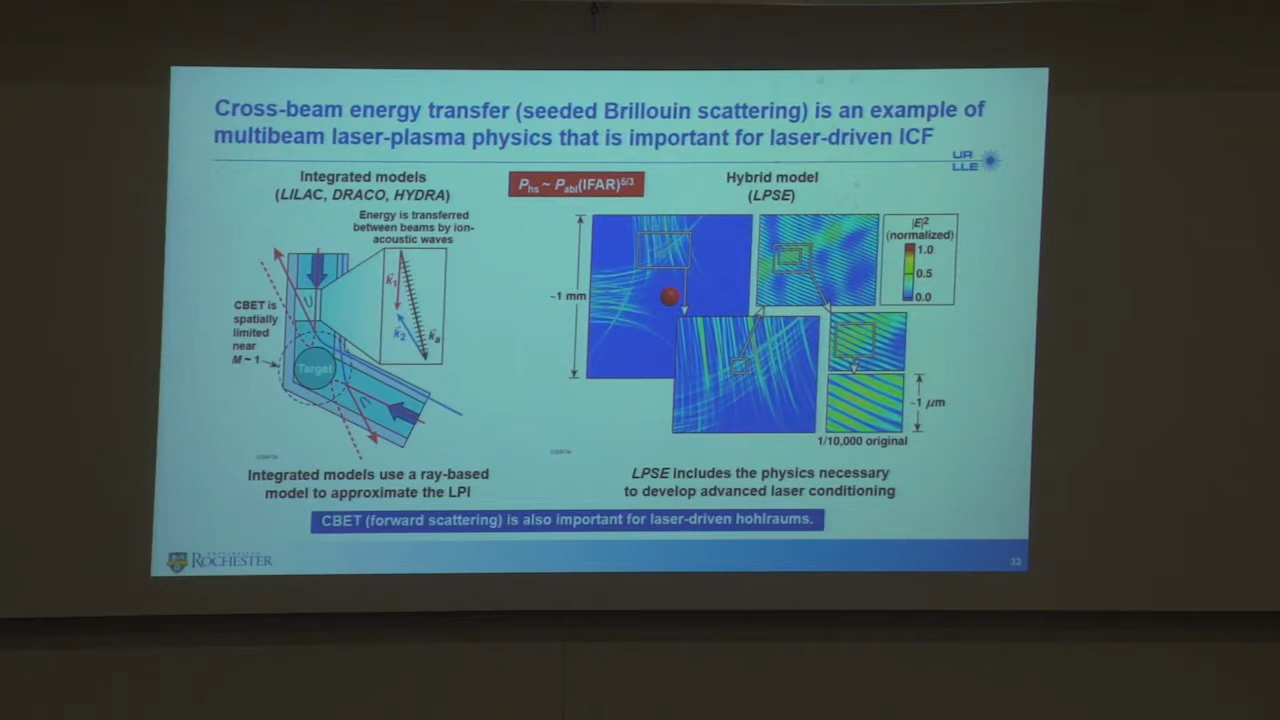 Cross-beam energy transfer (seeded Brillouin scattering) is an example of
multibeam laser-plasma physics that is important for laser-driven ICF
UR
LLE
Integrated models
(LILAC, DRACO, HYDRA)
P_hs ~ P_abl(IFAR)^5/3
Hybrid model
(LPSE)
Energy is transferred
between beams by ion-
acoustic waves
k₁
k₂
kₐ
CBET is
spatially
limited
near
M ~ 1
Target
~1 mm
|E|²
(normalized)
1.0
0.5
0.0
~1 μm
1/10,000 original
Integrated models use a ray-based
model to approximate the LPI
LPSE includes the physics necessary
to develop advanced laser conditioning
CBET (forward scattering) is also important for laser-driven hohlraums.
ROCHESTER
33